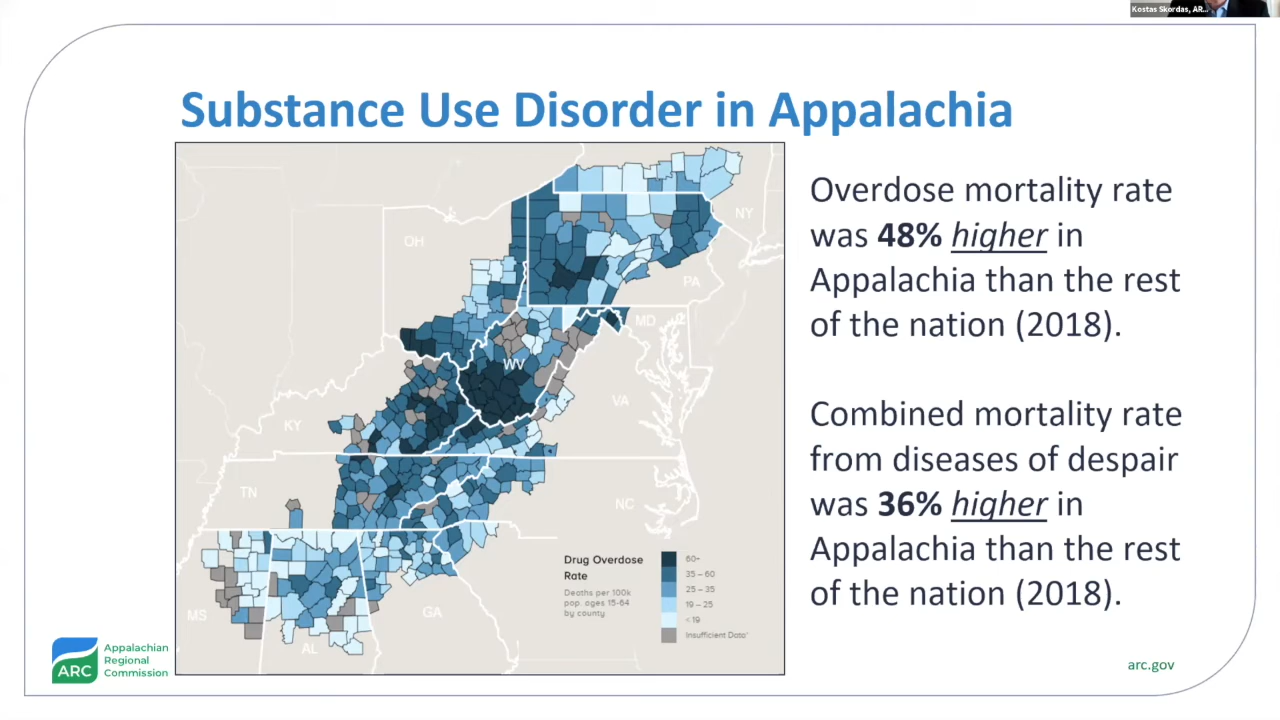 Kostas Skordas, AR...
Substance Use Disorder in Appalachia
Overdose mortality rate
was 48% higher in
Appalachia than the rest
of the nation (2018).
Combined mortality rate
from diseases of despair
was 36% higher in
Appalachia than the rest
of the nation (2018).
NY
OH
PA
MD
WV
VA
KY
TN
NC
MS
AL
GA
Drug Overdose
Rate
Deaths per 100k
pop. ages 15-64
by county
60+
35 – 60
25 – 35
19 – 25
< 19
Insufficient Data*
ARC
Appalachian
Regional
Commission
arc.gov